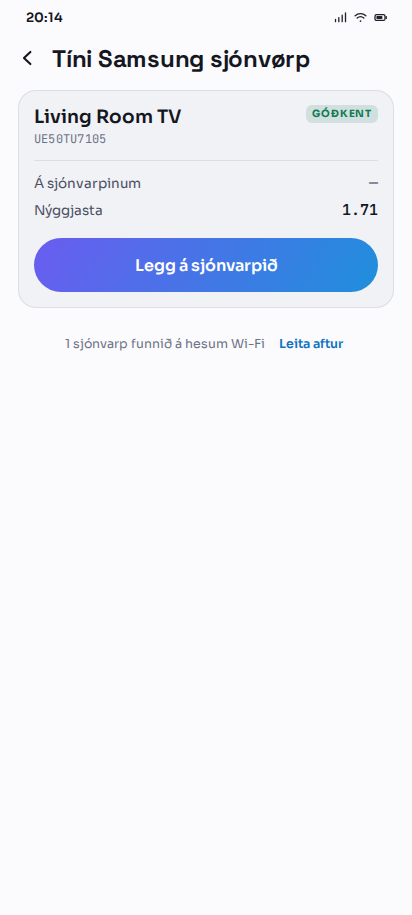 20:14
Tíni Samsung sjónvørp
Living Room TV
GÓÐKENT
UE50TU7105
Á sjónvarpinum –
Nýggjasta 1.71
Legg á sjónvarpið
1 sjónvarp funnið á hesum Wi-Fi Leita aftur